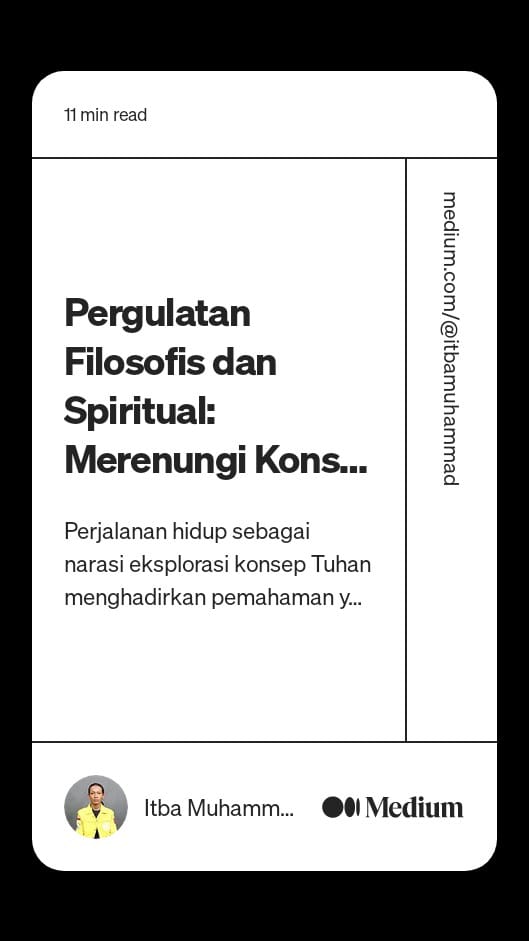 11 min read
Pergulatan
Filosofis dan
Spiritual:
Merenungi Kons...
Perjalanan hidup sebagai
narasi eksplorasi konsep Tuhan
menghadirkan pemahaman y...
medium.com/@itbamuhammad
Itba Muhamm...
Medium